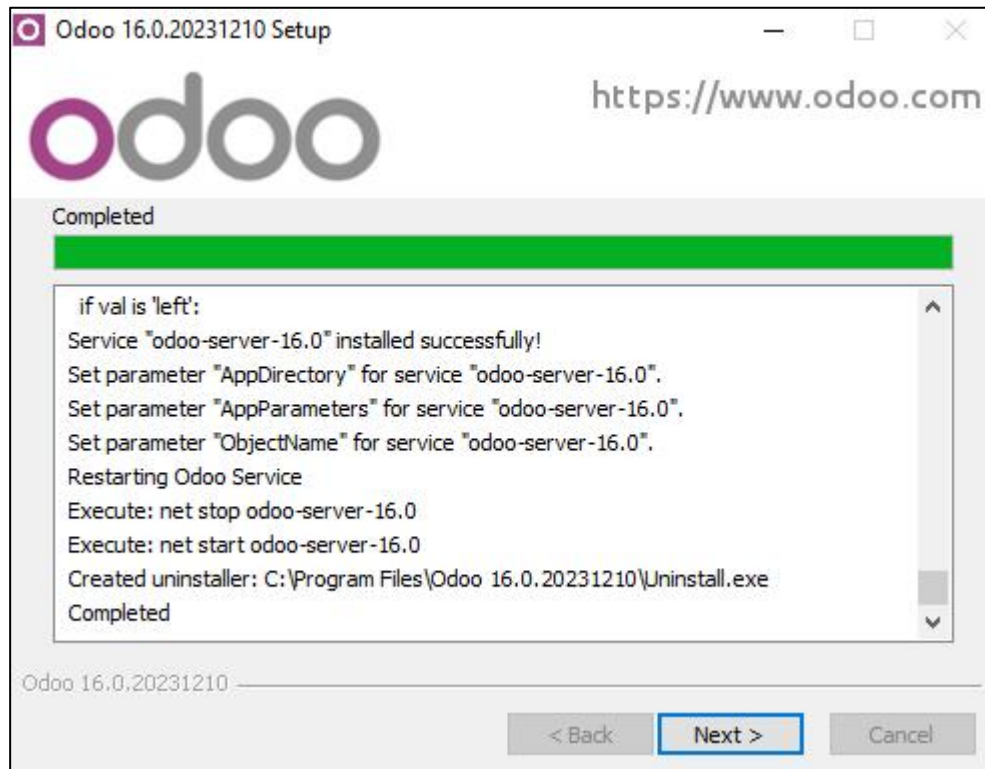 Odoo 16.0.20231210 Setup
odoo
https://www.odoo.com
Completed
if val is 'left':
Service "odoo-server-16.0" installed successfully!
Set parameter "AppDirectory" for service "odoo-server-16.0".
Set parameter "AppParameters" for service "odoo-server-16.0".
Set parameter "ObjectName" for service "odoo-server-16.0".
Restarting Odoo Service
Execute: net stop odoo-server-16.0
Execute: net start odoo-server-16.0
Created uninstaller: C:\Program Files\Odoo 16.0.20231210\Uninstall.exe
Completed
Odoo 16.0.20231210
< Back Next > Cancel